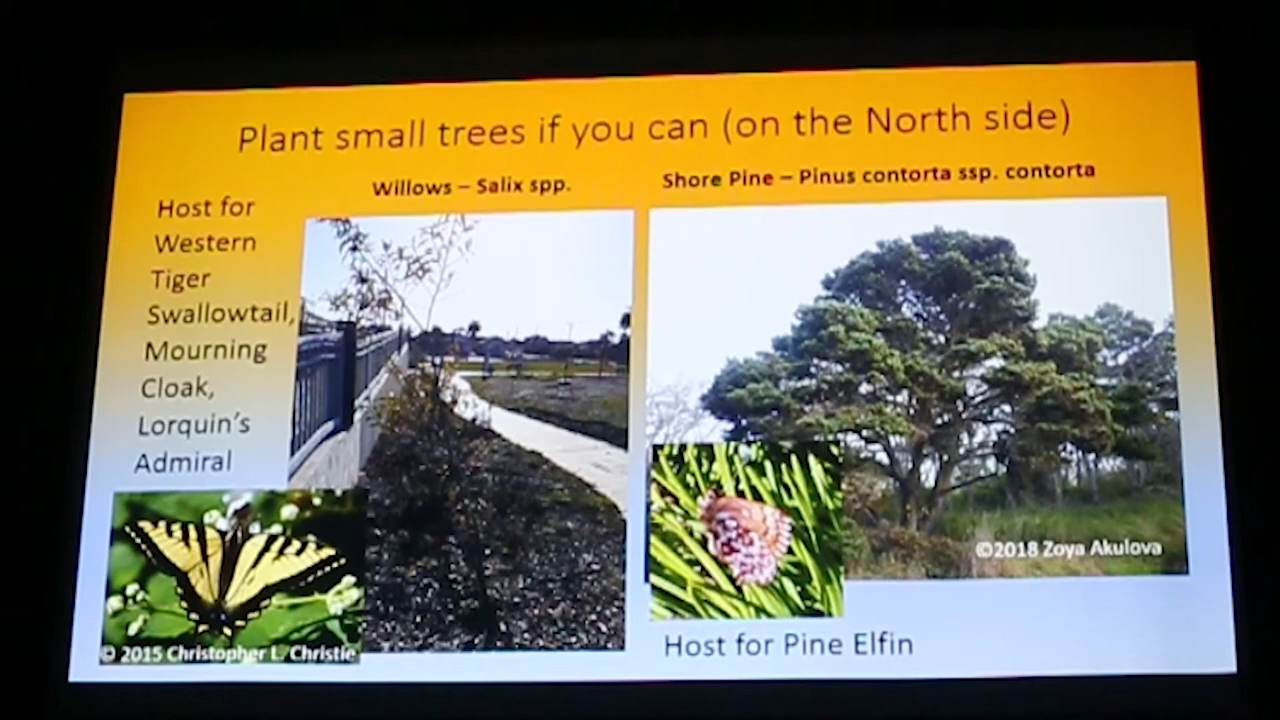 Plant small trees if you can (on the North side)
Willows – Salix spp.
Shore Pine – Pinus contorta ssp. contorta
Host for
Western
Tiger
Swallowtail,
Mourning
Cloak,
Lorquin's
Admiral
© 2015 Christopher L. Christie
©2018 Zoya Akulova
Host for Pine Elfin